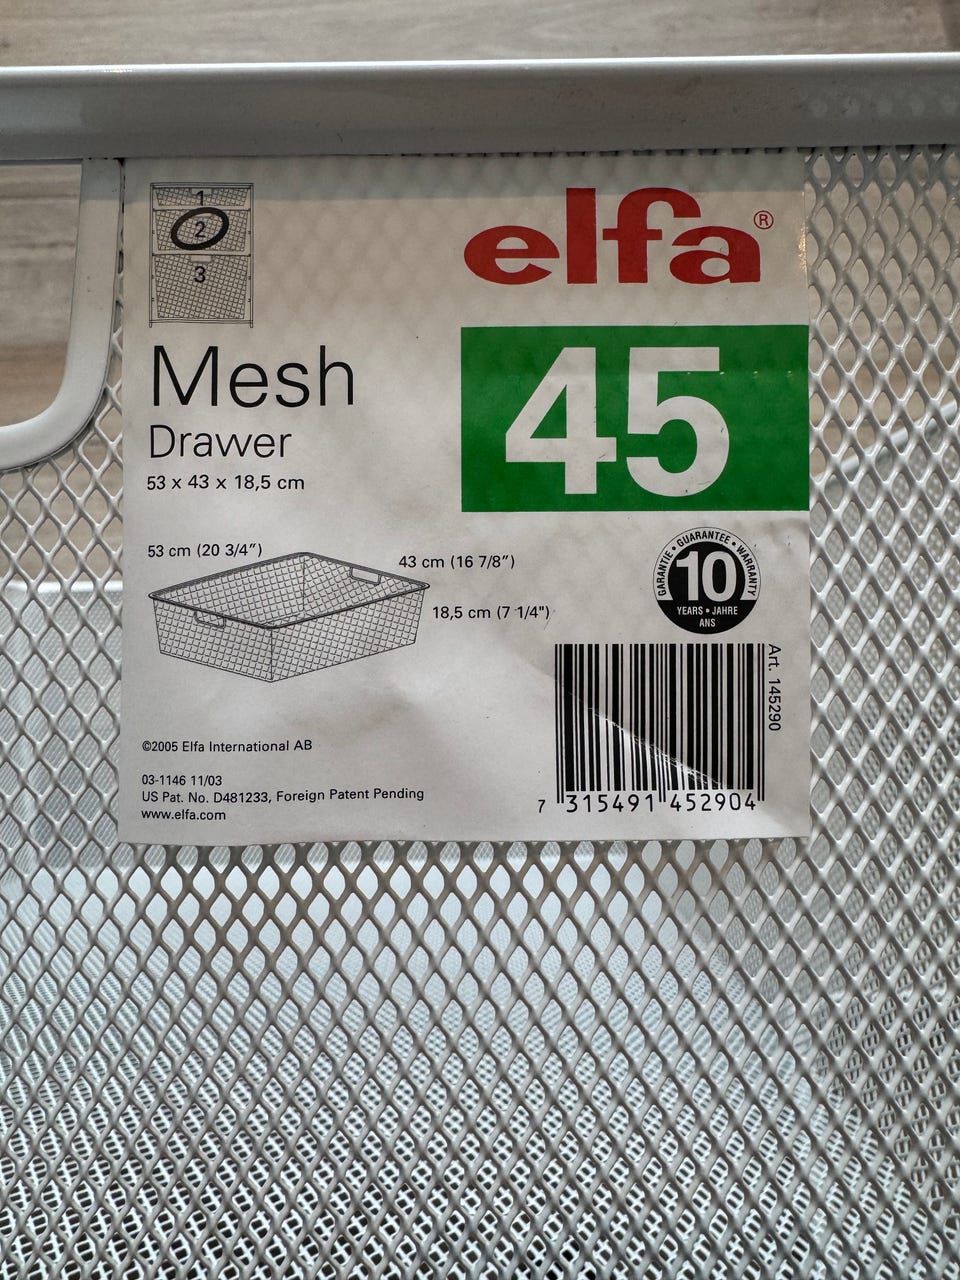 1
2
3
elfa®
45
Mesh
Drawer
53 x 43 x 18,5 cm
53 cm (20 3/4”)
43 cm (16 7/8”)
18,5 cm (7 1/4")
GARANTIE • GUARANTEE • WARRANTY
10
YEARS • JAHRE
ANS
Art. 145290
©2005 Elfa International AB
03-1146 11/03
US Pat. No. D481233, Foreign Patent Pending
www.elfa.com
7 315491 452904